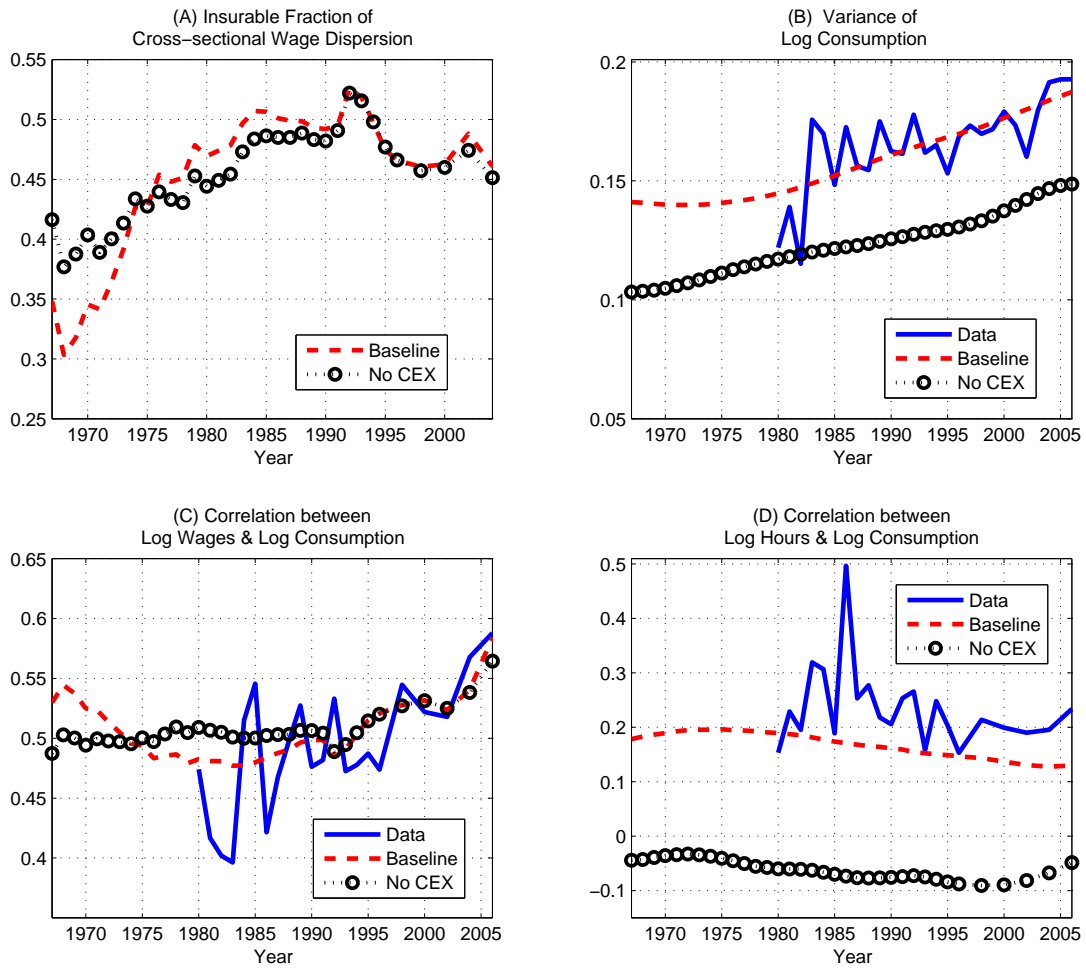 (A) Insurable Fraction of
Cross−sectional Wage Dispersion
0.55
0.5
0.45
0.4
0.35
0.3
0.25
1970 1975 1980 1985 1990 1995 2000
Year
Baseline
No CEX
(B) Variance of
Log Consumption
0.2
0.15
0.1
0.05
1970 1975 1980 1985 1990 1995 2000 2005
Year
Data
Baseline
No CEX
(C) Correlation between
Log Wages & Log Consumption
0.65
0.6
0.55
0.5
0.45
0.4
1970 1975 1980 1985 1990 1995 2000 2005
Year
Data
Baseline
No CEX
(D) Correlation between
Log Hours & Log Consumption
0.5
0.4
0.3
0.2
0.1
0
−0.1
1970 1975 1980 1985 1990 1995 2000 2005
Year
Data
Baseline
No CEX